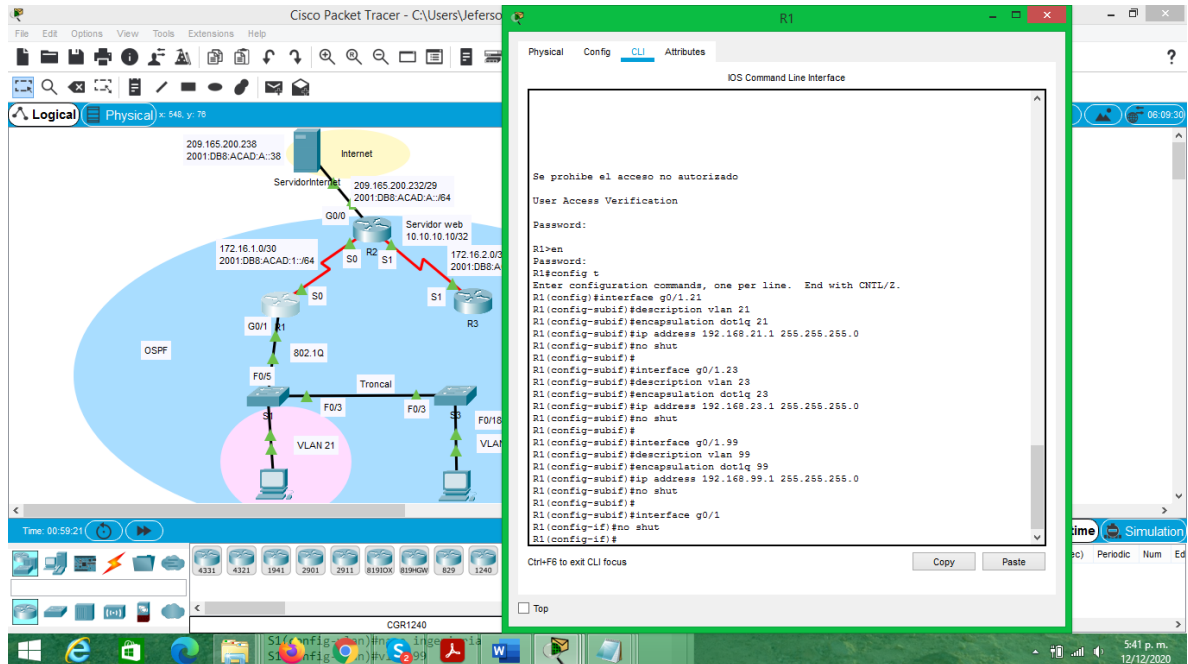 Cisco Packet Tracer - C:\Users\Jeferso
R1
File Edit Options View Tools Extensions Help
Physical Config CLI Attributes
?
IOS Command Line Interface
Logical Physical x: 548, y: 76
06:09:30
209.165.200.238
2001:DB8:ACAD:A::38
Internet
ServidorInternet
209.165.200.232/29
2001:DB8:ACAD:A::/64
G0/0
Servidor web
10.10.10.10/32
172.16.1.0/30
2001:DB8:ACAD:1::/64
S0
R2
S1
172.16.2.0/3
2001:DB8:A
S0
S1
G0/1
R1
R3
OSPF
802.1Q
F0/5
Troncal
S1
F0/3
F0/3
S3
F0/18
VLAN 21
VLAN
Se prohibe el acceso no autorizado
User Access Verification
Password:
R1>en
Password:
R1#config t
Enter configuration commands, one per line. End with CNTL/Z.
R1(config)#interface g0/1.21
R1(config-subif)#description vlan 21
R1(config-subif)#encapsulation dot1q 21
R1(config-subif)#ip address 192.168.21.1 255.255.255.0
R1(config-subif)#no shut
R1(config-subif)#
R1(config-subif)#interface g0/1.23
R1(config-subif)#description vlan 23
R1(config-subif)#encapsulation dot1q 23
R1(config-subif)#ip address 192.168.23.1 255.255.255.0
R1(config-subif)#no shut
R1(config-subif)#
R1(config-subif)#interface g0/1.99
R1(config-subif)#description vlan 99
R1(config-subif)#encapsulation dot1q 99
R1(config-subif)#ip address 192.168.99.1 255.255.255.0
R1(config-subif)#no shut
R1(config-subif)#
R1(config-subif)#interface g0/1
R1(config-if)#no shut
R1(config-if)#
Time: 00:59:21
time Simulation
Ctrl+F6 to exit CLI focus
Copy Paste
ec) Periodic Num Ed
4331 4321 1941 2901 2911 819IOX 819HGW 829 1240
Top
CGR1240
5:41 p. m.
12/12/2020